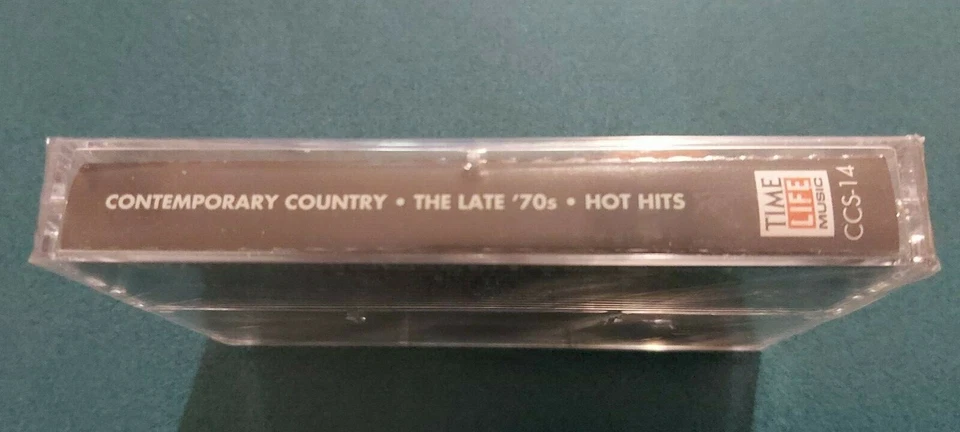 CONTEMPORARY COUNTRY • THE LATE '70s • HOT HITS
TIME
LIFE
MUSIC
CCS-14